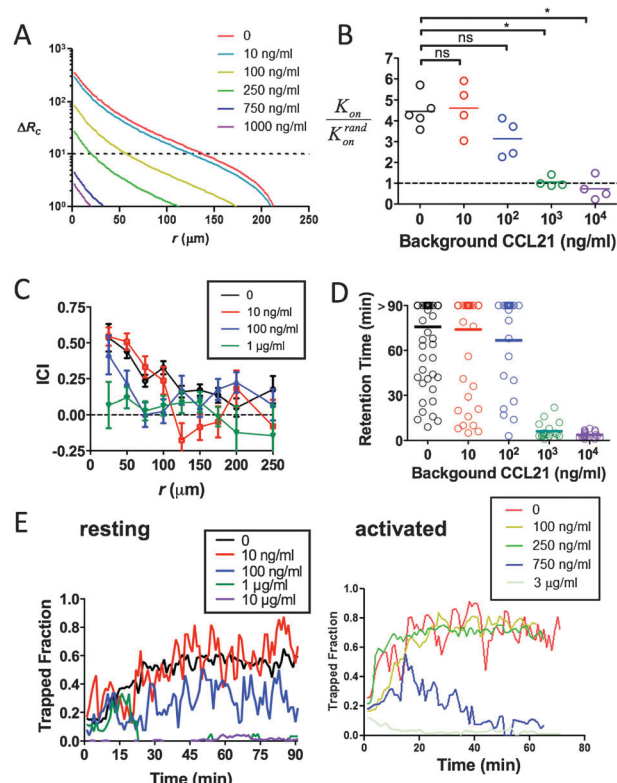 A
0
10 ng/ml
100 ng/ml
250 ng/ml
750 ng/ml
1000 ng/ml
10³
10²
10¹
10⁰
ΔRc
0 50 100 150 200 250
r (μm)
B
*
*
ns
ns
Kon
Kon rand
7
6
5
4
3
2
1
0
0 10 10² 10³ 10⁴
Background CCL21 (ng/ml)
C
0
10 ng/ml
100 ng/ml
1 μg/ml
ICI
0.75
0.50
0.25
0.00
-0.25
0 50 100 150 200 250
r (μm)
D
Retention Time (min)
> 90
60
30
0
0 10 10² 10³ 10⁴
Backgound CCL21 (ng/ml)
E
resting
0
10 ng/ml
100 ng/ml
1 μg/ml
10 μg/ml
Trapped Fraction
1.0
0.8
0.6
0.4
0.2
0.0
0 15 30 45 60 75 90
Time (min)
activated
0
100 ng/ml
250 ng/ml
750 ng/ml
3 μg/ml
Trapped Fraction
1.0
0.8
0.6
0.4
0.2
0.0
0 20 40 60 80
Time (min)